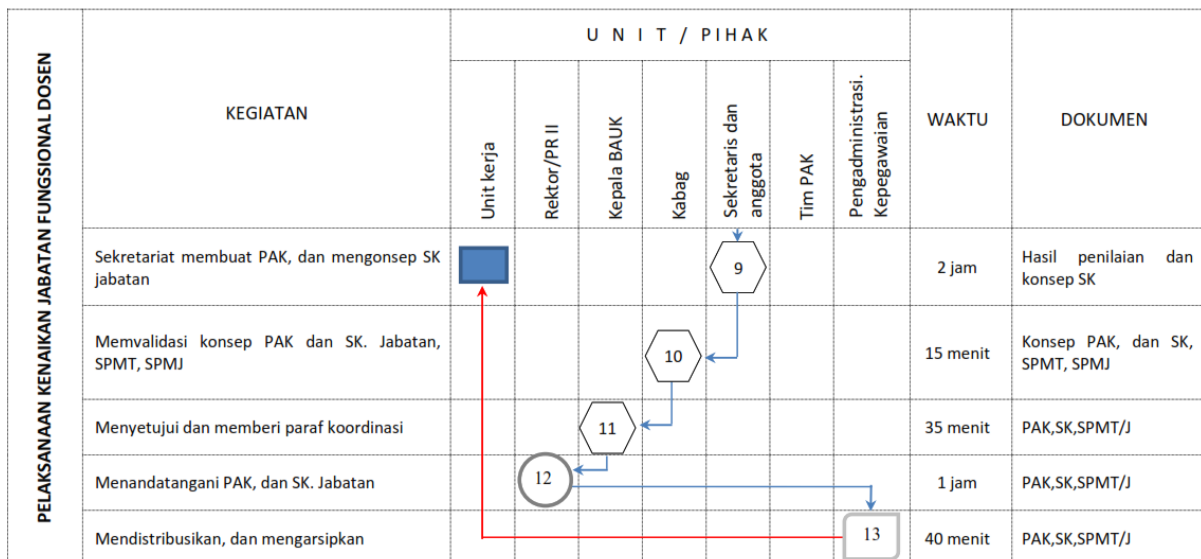 PELAKSANAAN KENAIKAN JABATAN FUNGSIONAL DOSEN
KEGIATAN
U N I T / PIHAK
WAKTU
DOKUMEN
Unit kerja
Rektor/PR II
Kepala BAUK
Kabag
Sekretaris dan
anggota
Tim PAK
Pengadministrasi.
Kepegawaian
Sekretariat membuat PAK, dan mengonsep SK
jabatan
9
2 jam
Hasil penilaian dan
konsep SK
Memvalidasi konsep PAK dan SK. Jabatan,
SPMT, SPMJ
10
15 menit
Konsep PAK, dan SK,
SPMT, SPMJ
Menyetujui dan memberi paraf koordinasi
11
35 menit
PAK,SK,SPMT/J
Menandatangani PAK, dan SK. Jabatan
12
1 jam
PAK,SK,SPMT/J
Mendistribusikan, dan mengarsipkan
13
40 menit
PAK,SK,SPMT/J